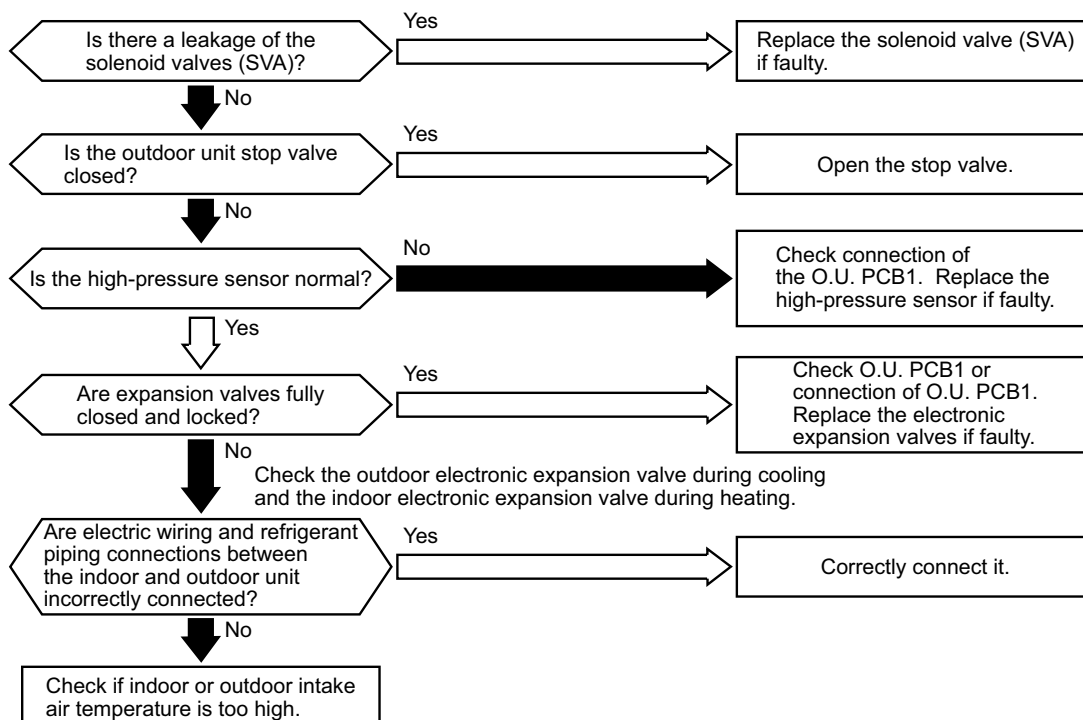 Yes
Is there a leakage of the
solenoid valves (SVA)?
Replace the solenoid valve (SVA)
if faulty.
No
Yes
Is the outdoor unit stop valve
closed?
Open the stop valve.
No
No
Is the high-pressure sensor normal?
Check connection of
the O.U. PCB1. Replace the
high-pressure sensor if faulty.
Yes
Yes
Are expansion valves fully
closed and locked?
Check O.U. PCB1 or
connection of O.U. PCB1.
Replace the electronic
expansion valves if faulty.
No
Check the outdoor electronic expansion valve during cooling
and the indoor electronic expansion valve during heating.
Yes
Are electric wiring and refrigerant
piping connections between
the indoor and outdoor unit
incorrectly connected?
Correctly connect it.
No
Check if indoor or outdoor intake
air temperature is too high.